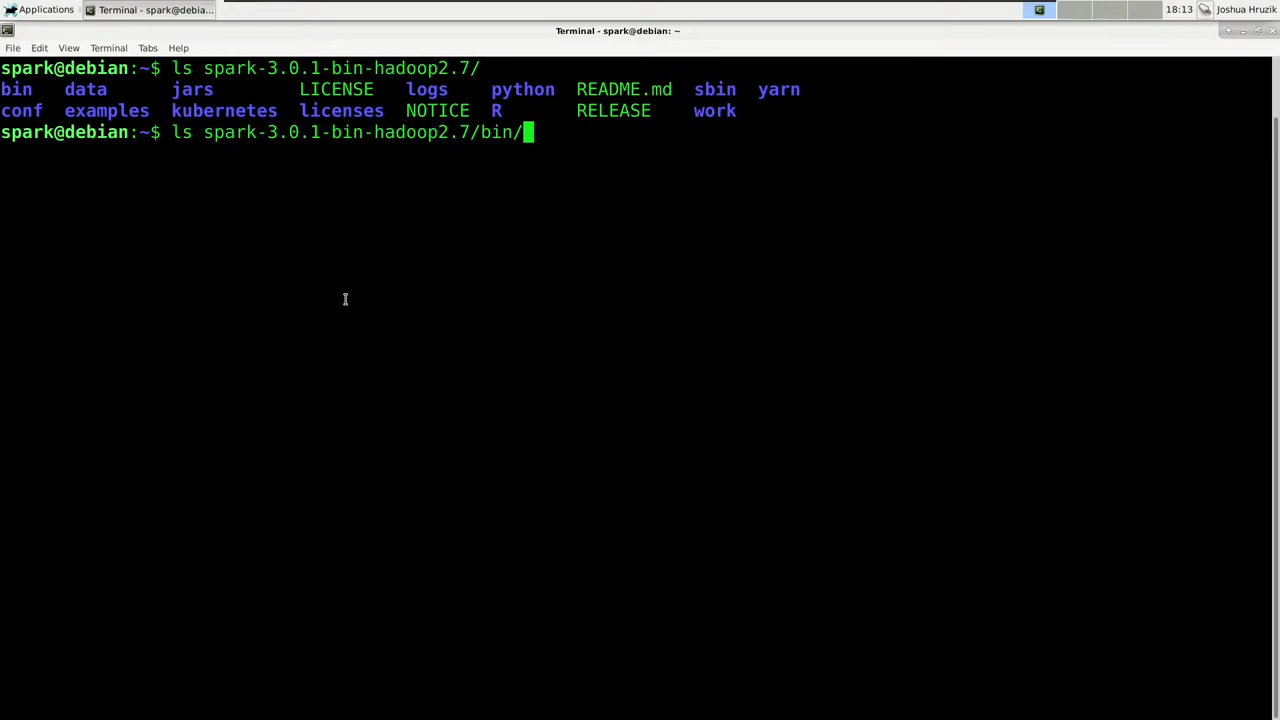 Applications
Terminal - spark@debia...
18:13
Joshua Hruzik
Terminal - spark@debian: ~
File Edit View Terminal Tabs Help
spark@debian:~$ ls spark-3.0.1-bin-hadoop2.7/
bin data jars LICENSE logs python README.md sbin yarn
conf examples kubernetes licenses NOTICE R RELEASE work
spark@debian:~$ ls spark-3.0.1-bin-hadoop2.7/bin/